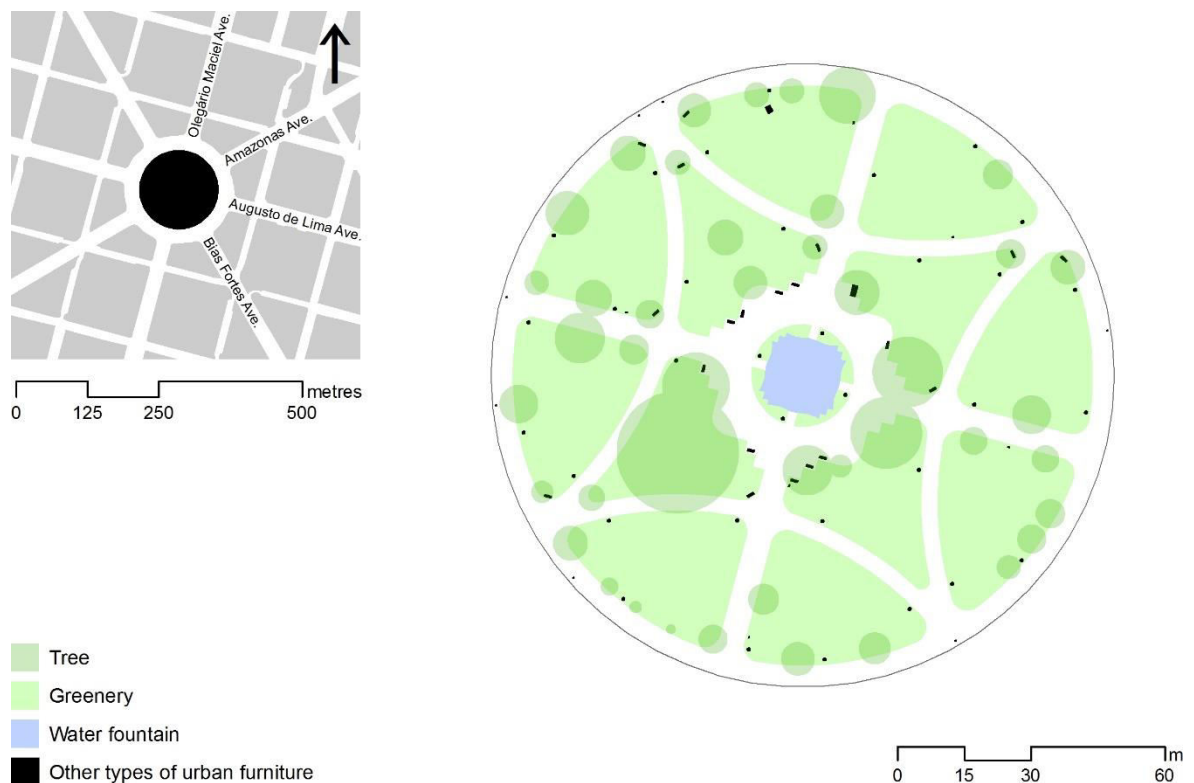 Olegário Maciel Ave.
Amazonas Ave.
Augusto de Lima Ave.
Bias Fortes Ave.
metres
0 125 250 500
Tree
Greenery
Water fountain
Other types of urban furniture
m
0 15 30 60